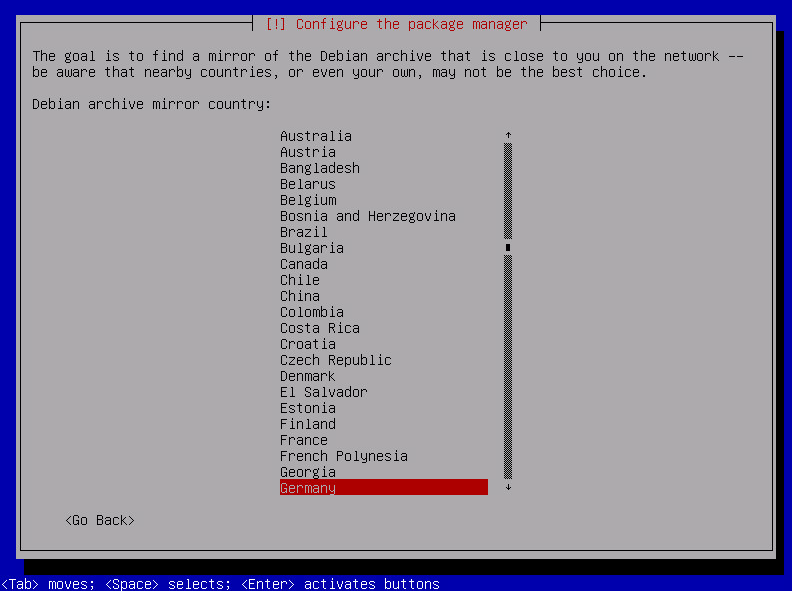 [!] Configure the package manager
The goal is to find a mirror of the Debian archive that is close to you on the network --
be aware that nearby countries, or even your own, may not be the best choice.
Debian archive mirror country:
Australia
Austria
Bangladesh
Belarus
Belgium
Bosnia and Herzegovina
Brazil
Bulgaria
Canada
Chile
China
Colombia
Costa Rica
Croatia
Czech Republic
Denmark
El Salvador
Estonia
Finland
France
French Polynesia
Georgia
Germany
<Go Back>
<Tab> moves; <Space> selects; <Enter> activates buttons